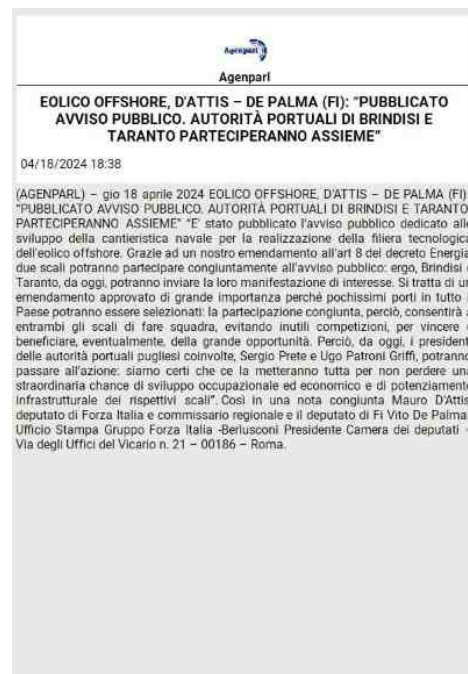 Agenparl
Agenparl
EOLICO OFFSHORE, D'ATTIS – DE PALMA (FI): "PUBBLICATO
AVVISO PUBBLICO. AUTORITÀ PORTUALI DI BRINDISI E
TARANTO PARTECIPERANNO ASSIEME"
04/18/2024 18:38
(AGENPARL) – gio 18 aprile 2024 EOLICO OFFSHORE, D'ATTIS – DE PALMA (FI)
"PUBBLICATO AVVISO PUBBLICO. AUTORITÀ PORTUALI DI BRINDISI E TARANTO
PARTECIPERANNO ASSIEME" "E' stato pubblicato l'avviso pubblico dedicato allo
sviluppo della cantieristica navale per la realizzazione della filiera tecnologica
dell'eolico offshore. Grazie ad un nostro emendamento all'art 8 del decreto Energia
due scali potranno partecipare congiuntamente all'avviso pubblico: ergo, Brindisi
Taranto, da oggi, potranno inviare la loro manifestazione di interesse. Si tratta di un
emendamento approvato di grande importanza perché pochissimi porti in tutto
Paese potranno essere selezionati: la partecipazione congiunta, perciò, consentirà
entrambi gli scali di fare squadra, evitando inutili competizioni, per vincere
beneficiare, eventualmente, della grande opportunità. Perciò, da oggi, i presidenti
delle autorità portuali pugliesi coinvolte, Sergio Prete e Ugo Patroni Griffi, potranno
passare all'azione: siamo certi che ce la metteranno tutta per non perdere una
straordinaria chance di sviluppo occupazionale ed economico e di potenziamento
infrastrutturale dei rispettivi scali". Così in una nota congiunta Mauro D'Attis
deputato di Forza Italia e commissario regionale e il deputato di Fi Vito De Palma.
Ufficio Stampa Gruppo Forza Italia -Berlusconi Presidente Camera dei deputati -
Via degli Uffici del Vicario n. 21 – 00186 – Roma.